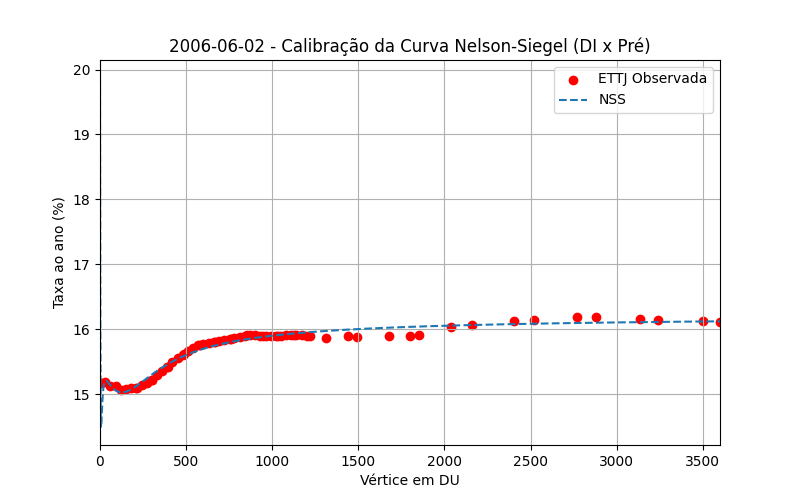 2006-06-02 - Calibração da Curva Nelson-Siegel (DI x Pré)
ETTJ Observada
NSS
Taxa ao ano (%)
20
19
18
17
16
15
0 500 1000 1500 2000 2500 3000 3500
Vértice em DU